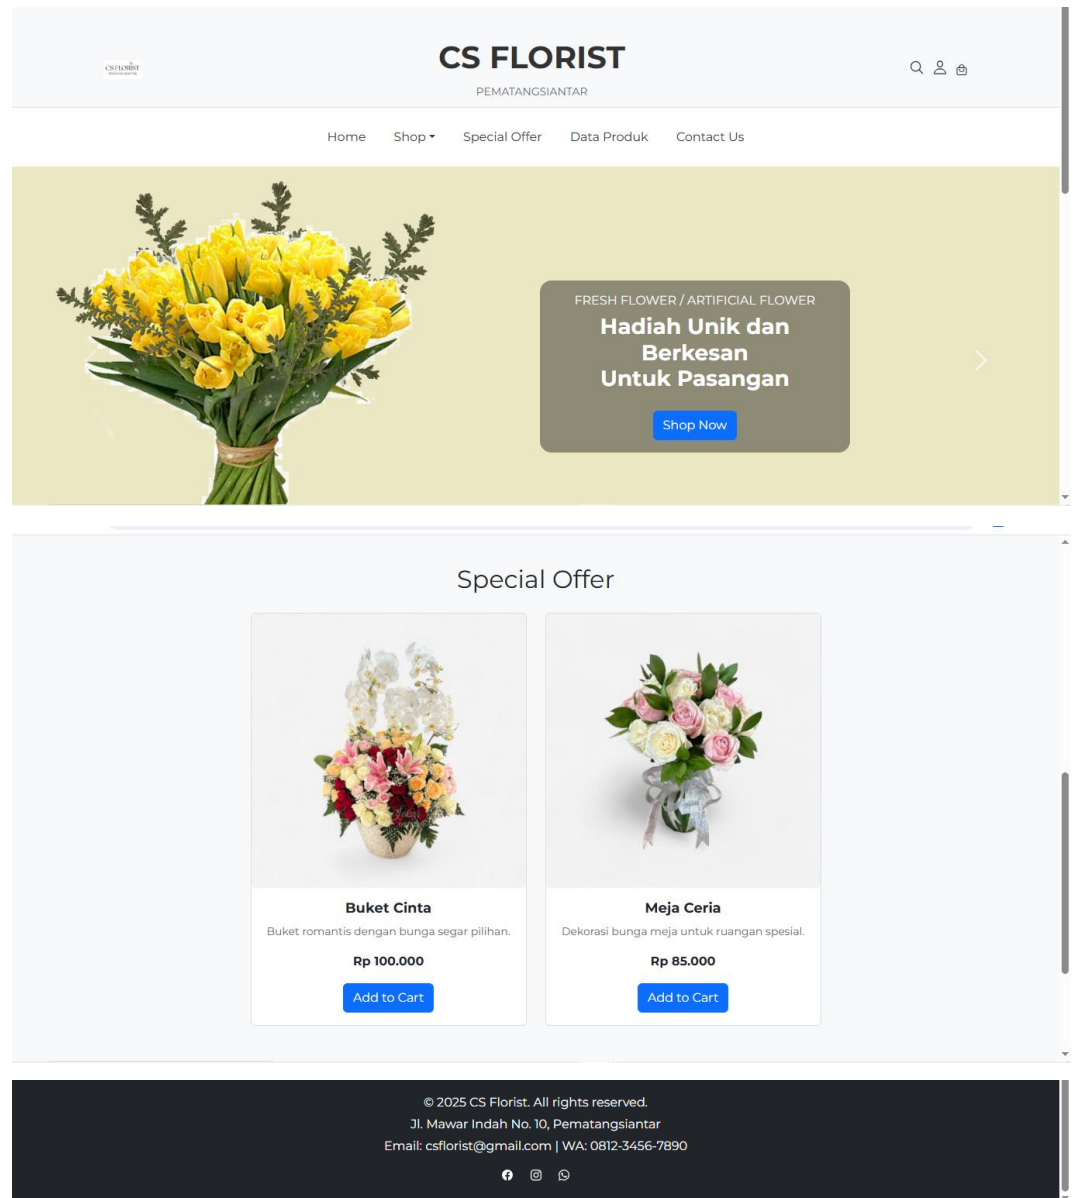 CS FLORIST
CS FLORIST
PEMATANGSIANTAR
Home Shop Special Offer Data Produk Contact Us
FRESH FLOWER / ARTIFICIAL FLOWER
Hadiah Unik dan
Berkesan
Untuk Pasangan
Shop Now
Special Offer
Buket Cinta
Buket romantis dengan bunga segar pilihan.
Rp 100.000
Add to Cart
Meja Ceria
Dekorasi bunga meja untuk ruangan spesial.
Rp 85.000
Add to Cart
© 2025 CS Florist. All rights reserved.
Jl. Mawar Indah No. 10, Pematangsiantar
Email: csflorist@gmail.com | WA: 0812-3456-7890